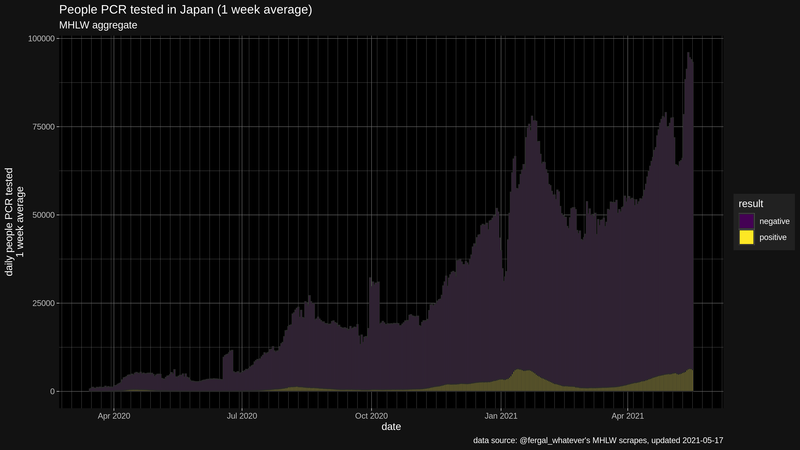 People PCR tested in Japan (1 week average)
MHLW aggregate
100000
75000
50000
25000
0
daily people PCR tested
1 week average
Apr 2020
Jul 2020
Oct 2020
Jan 2021
Apr 2021
date
result
negative
positive
data source: @fergal_whatever's MHLW scrapes, updated 2021-05-17